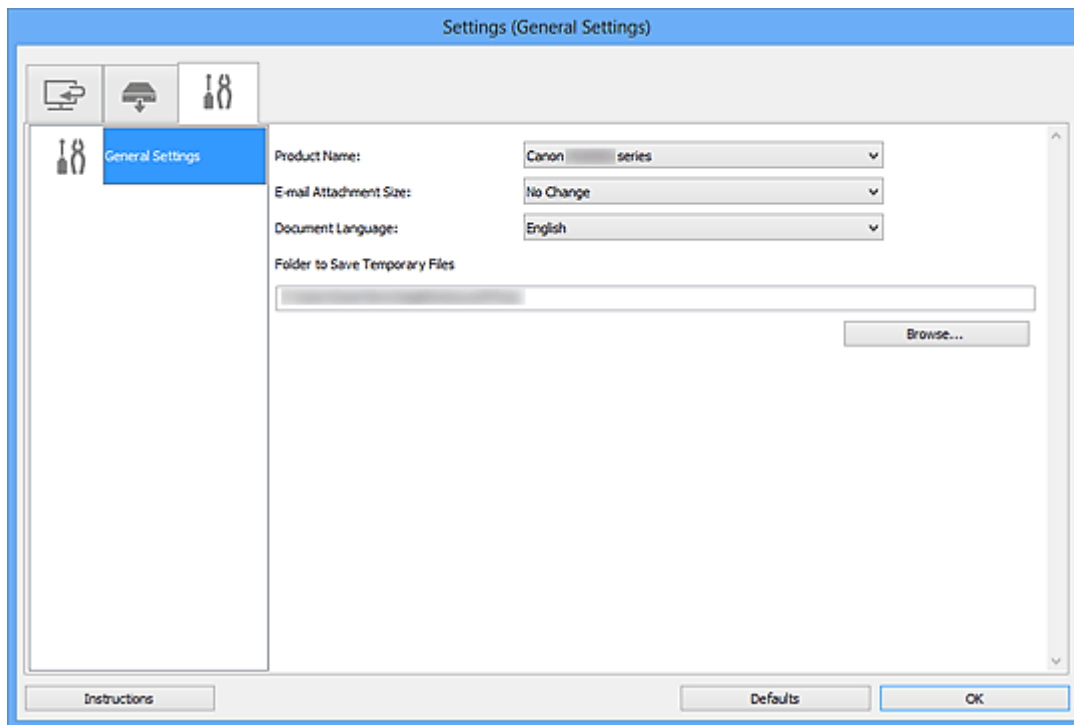 Settings (General Settings)
General Settings
Product Name:
Canon series
E-mail Attachment Size:
No Change
Document Language:
English
Folder to Save Temporary Files
Browse...
Instructions
Defaults
OK